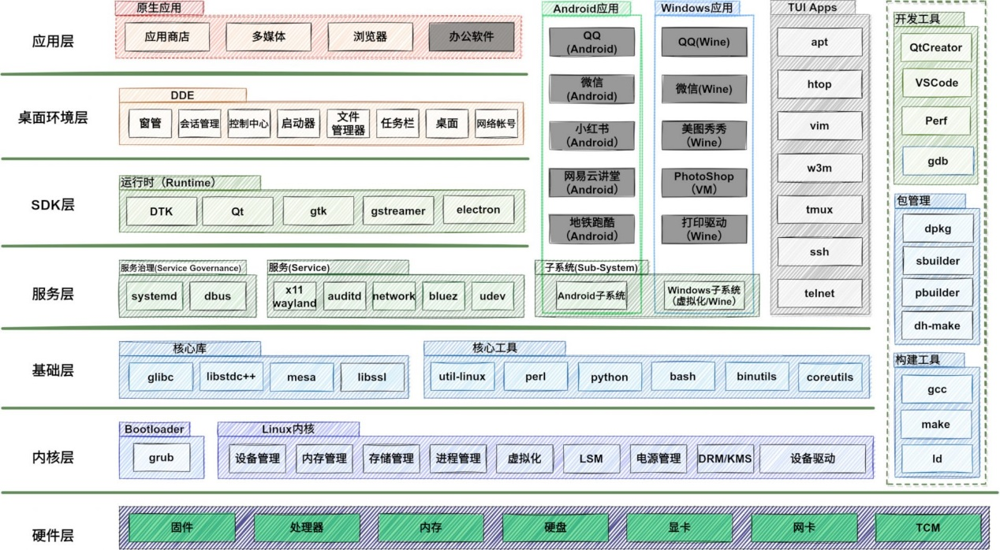 应用层
原生应用
应用商店
多媒体
浏览器
办公软件
桌面环境层
DDE
窗管
会话管理
控制中心
启动器
文件
管理器
任务栏
桌面
网络帐号
SDK层
运行时（Runtime）
DTK
Qt
gtk
gstreamer
electron
服务层
服务治理(Service Governance)
systemd
dbus
服务(Service)
x11
wayland
auditd
network
bluez
udev
子系统(Sub-System)
Android子系统
Windows子系统
（虚拟化/Wine）
Android应用
QQ
(Android)
微信
(Android)
小红书
（Android）
网易云讲堂
（Android）
地铁跑酷
（Android）
Windows应用
QQ(Wine)
微信(Wine)
美图秀秀
（Wine）
PhotoShop
（VM）
打印驱动
（Wine）
TUI Apps
apt
htop
vim
w3m
tmux
ssh
telnet
开发工具
QtCreator
VSCode
Perf
gdb
包管理
dpkg
sbuilder
pbuilder
dh-make
构建工具
gcc
make
ld
基础层
核心库
glibc
libstdc++
mesa
libssl
核心工具
util-linux
perl
python
bash
binutils
coreutils
内核层
Bootloader
grub
Linux内核
设备管理
内存管理
存储管理
进程管理
虚拟化
LSM
电源管理
DRM/KMS
设备驱动
硬件层
固件
处理器
内存
硬盘
显卡
网卡
TCM